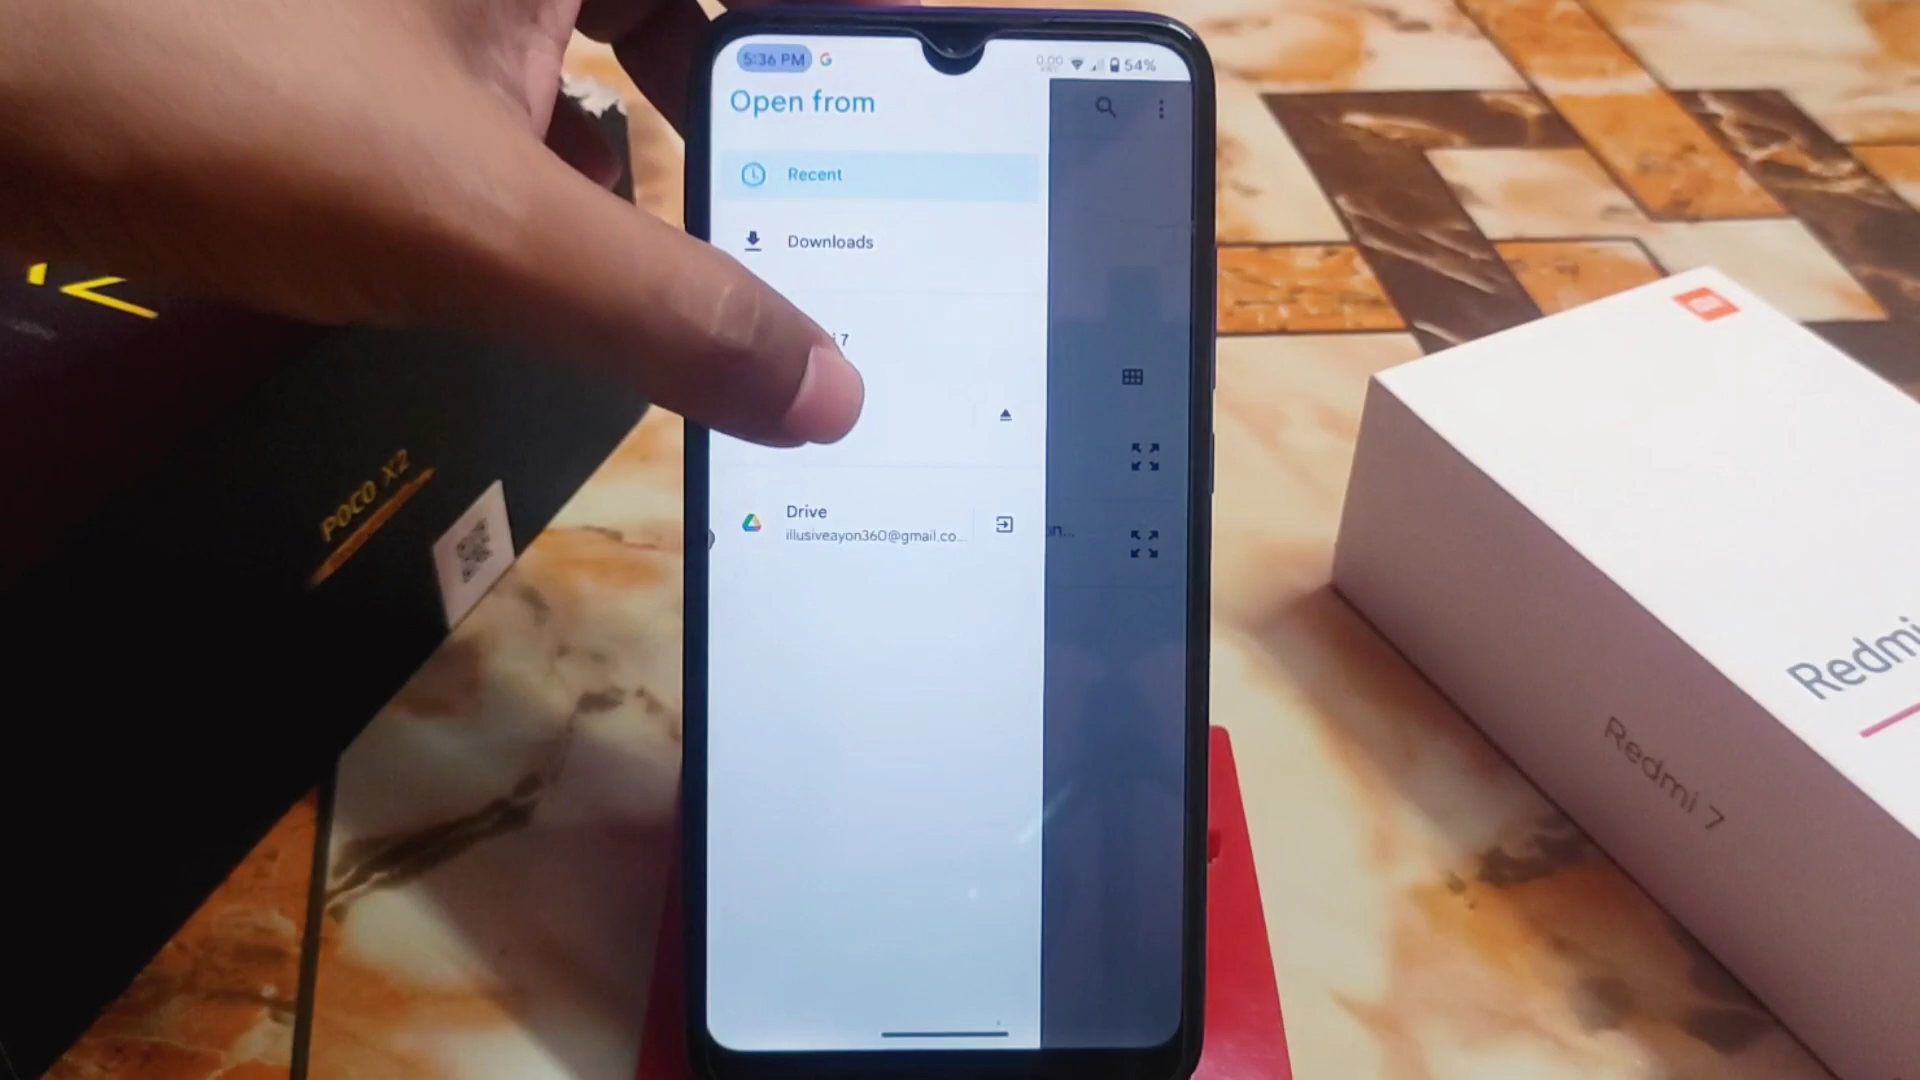 5:36 PM
54%
Open from
Recent
Downloads
7
Drive
illusiveayon360@gmail.co...
POCO X2
Redmi
Redmi 7